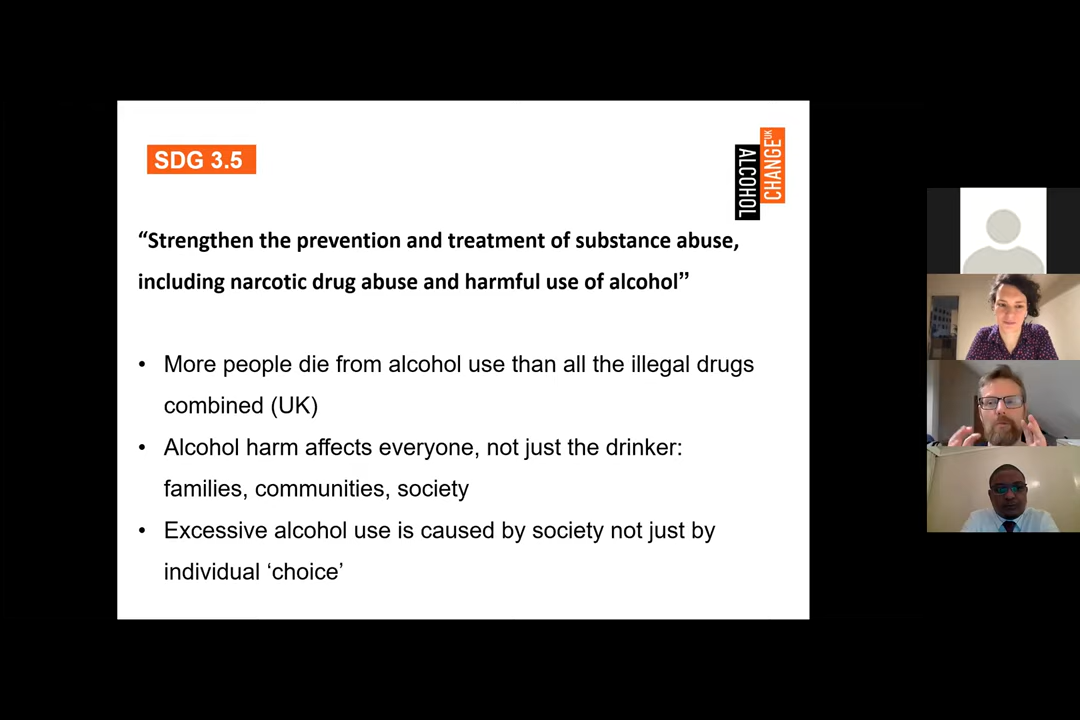 SDG 3.5
ALCOHOL
CHANGE UK
“Strengthen the prevention and treatment of substance abuse,
including narcotic drug abuse and harmful use of alcohol”
• More people die from alcohol use than all the illegal drugs
combined (UK)
• Alcohol harm affects everyone, not just the drinker:
families, communities, society
• Excessive alcohol use is caused by society not just by
individual ‘choice’